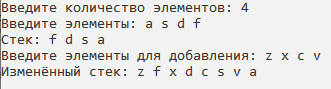 Введите количество элементов: 4
Введите элементы: a s d f
Стек: f d s a
Введите элементы для добавления: z x c v
Изменённый стек: z f x d c s v a